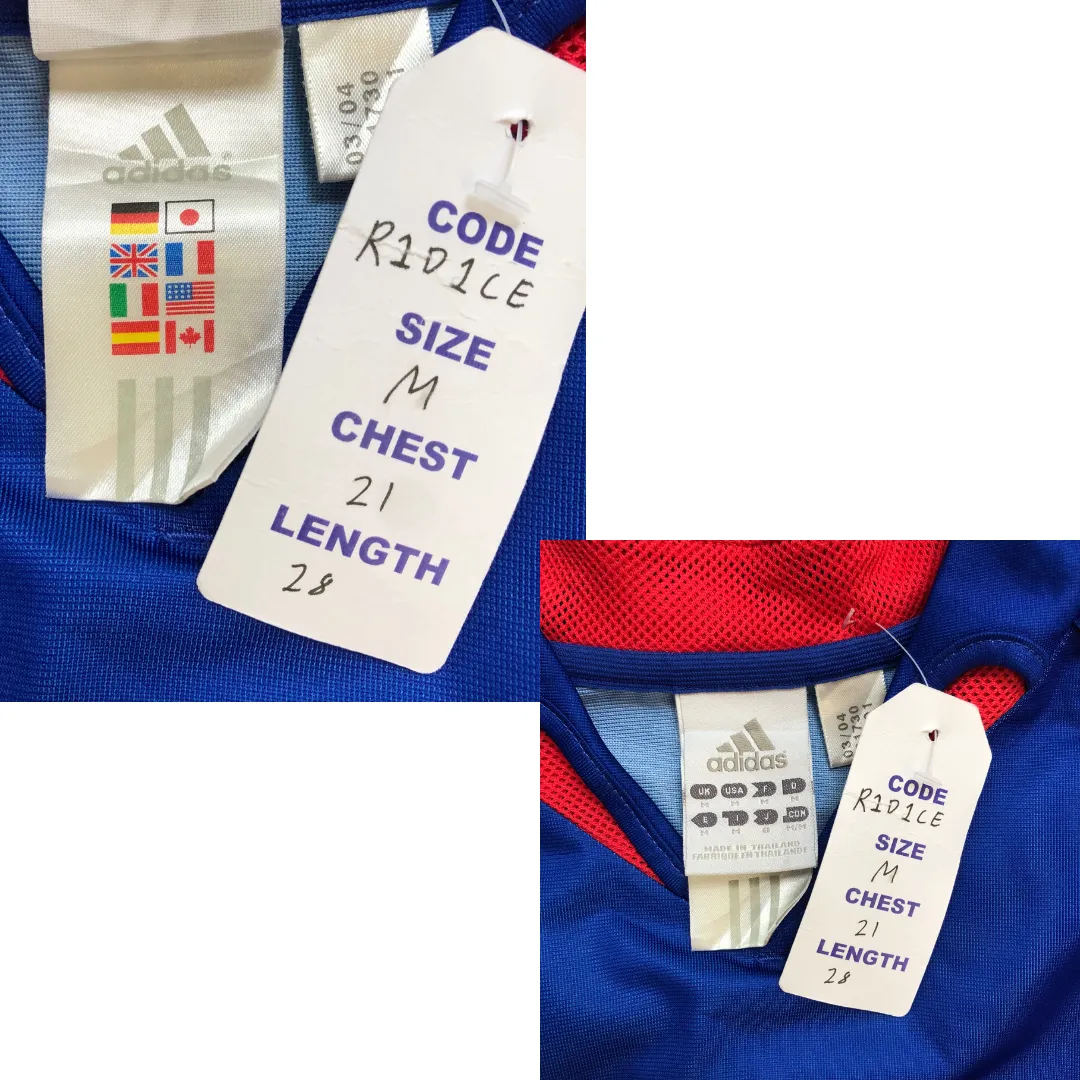 adidas
03/04
CODE
R1D1CE
SIZE
M
CHEST
21
LENGTH
28
adidas
UK USA F D
M M M M
E I J CDN
M M O M/M
MADE IN THAILAND
FABRIQUE EN THAILANDE
03/04
CODE
R1D1CE
SIZE
M
CHEST
21
LENGTH
28